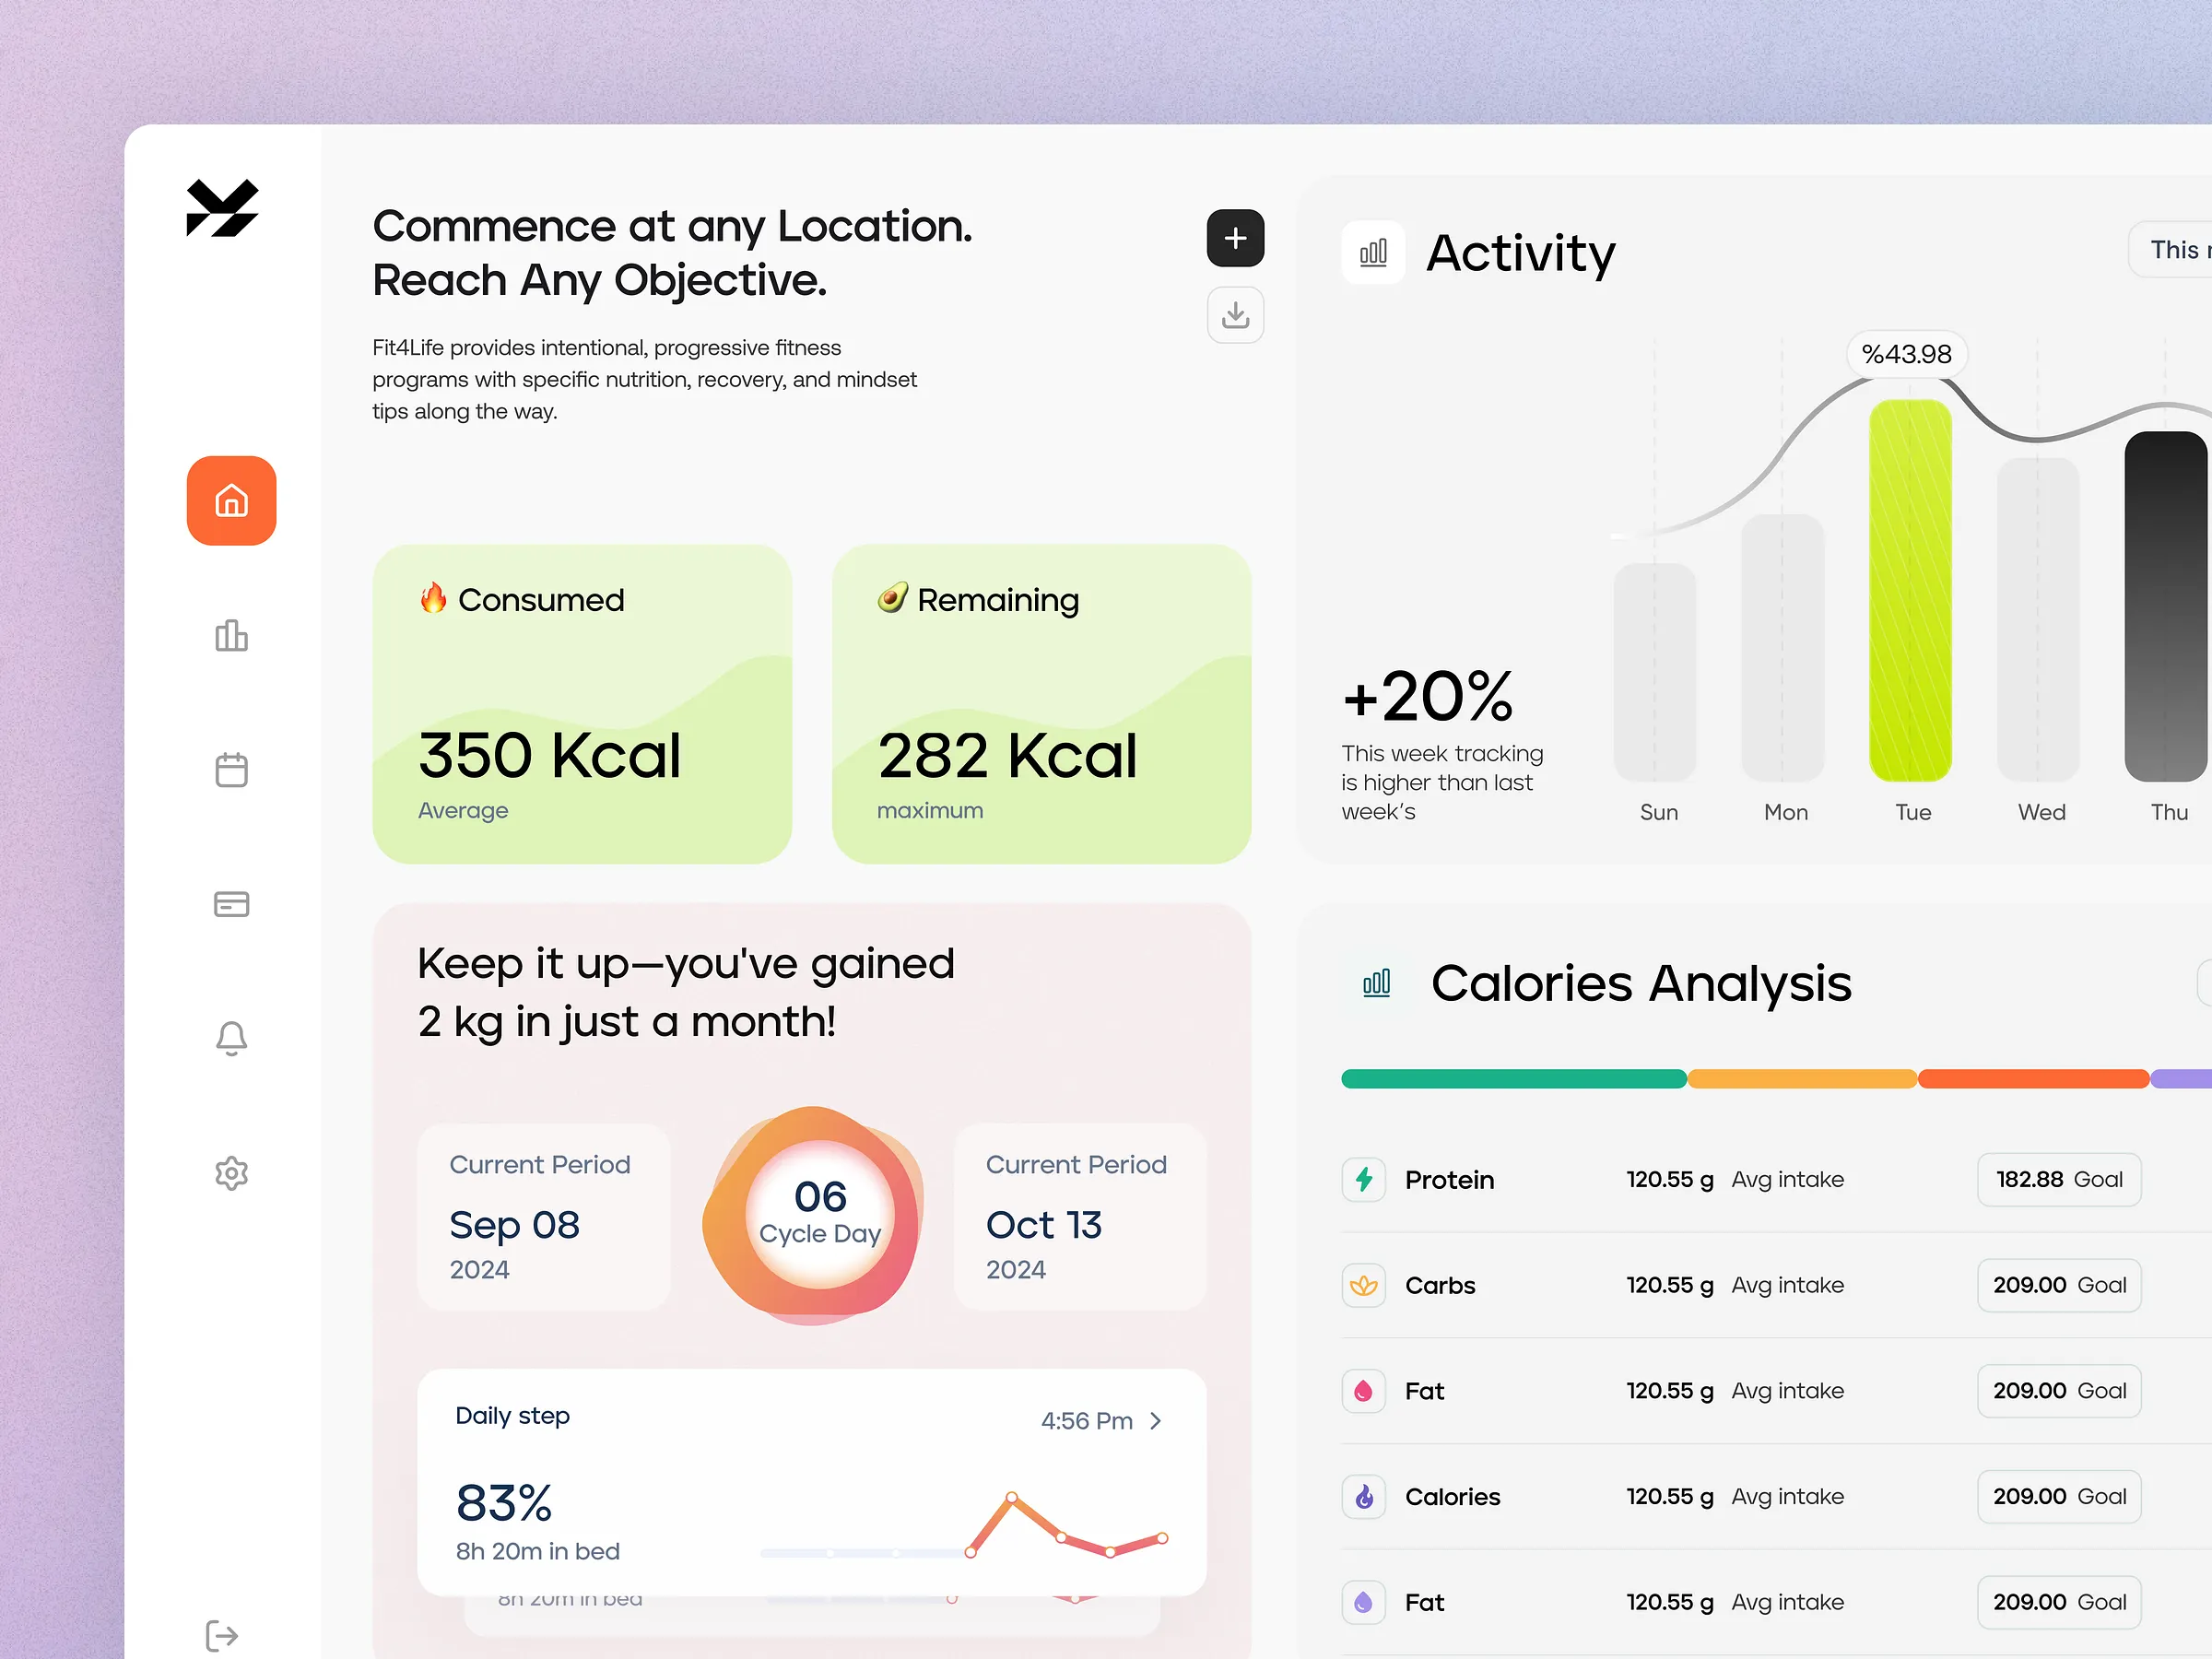 Commence at any Location.
Reach Any Objective.
Fit4Life provides intentional, progressive fitness
programs with specific nutrition, recovery, and mindset
tips along the way.
Consumed
350 Kcal
Average
Remaining
282 Kcal
maximum
Activity
This
%43.98
+20%
This week tracking
is higher than last
week's
Sun Mon Tue Wed Thu
Keep it up—you've gained
2 kg in just a month!
Current Period
Sep 08
2024
06
Cycle Day
Current Period
Oct 13
2024
Daily step
4:56 Pm
83%
8h 20m in bed
8h 20m in bed
Calories Analysis
Protein 120.55 g Avg intake 182.88 Goal
Carbs 120.55 g Avg intake 209.00 Goal
Fat 120.55 g Avg intake 209.00 Goal
Calories 120.55 g Avg intake 209.00 Goal
Fat 120.55 g Avg intake 209.00 Goal